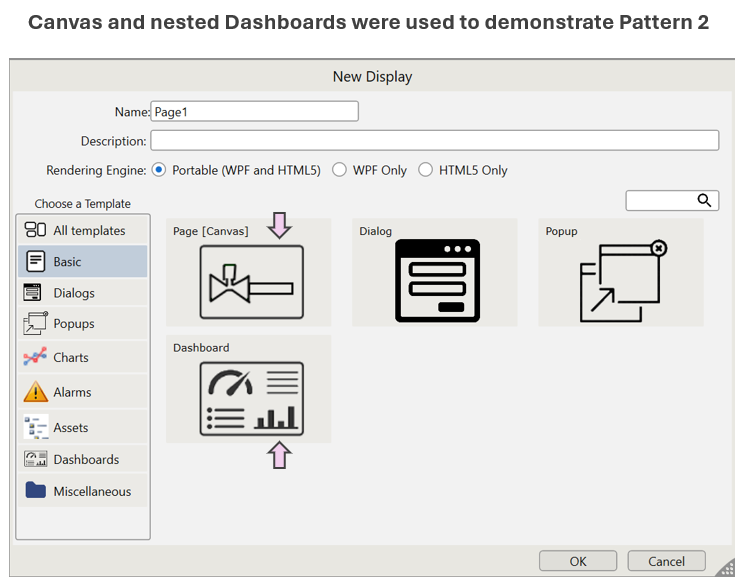 Canvas and nested Dashboards were used to demonstrate Pattern 2
New Display
Name: Page1
Description:
Rendering Engine: Portable (WPF and HTML5) WPF Only HTML5 Only
Choose a Template
All templates
Basic
Dialogs
Popups
Charts
Alarms
Assets
Dashboards
Miscellaneous
Page [Canvas]
Dialog
Popup
Dashboard
OK
Cancel